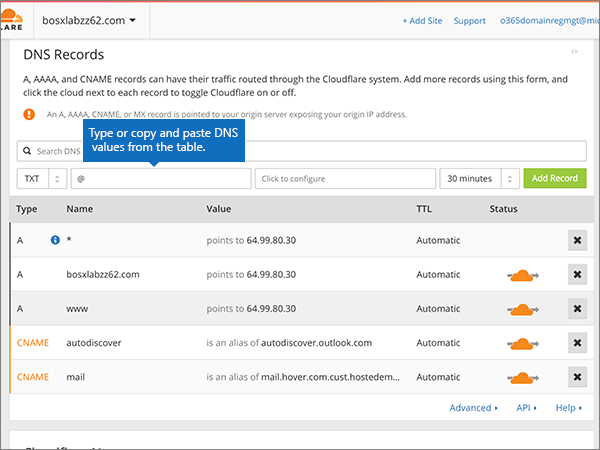 LARE
bosxlabzz62.com
+ Add Site Support o365domainregmgt@mic
DNS Records
A, AAAA, and CNAME records can have their traffic routed through the Cloudflare system. Add more records using this form, and
click the cloud next to each record to toggle Cloudflare on or off.
An A, AAAA, CNAME, or MX record is pointed to your origin server exposing your origin IP address.
Type or copy and paste DNS
values from the table.
Search DNS
TXT @ Click to configure 30 minutes Add Record
Type Name Value TTL Status
A * points to 64.99.80.30 Automatic
A bosxlabzz62.com points to 64.99.80.30 Automatic
A www points to 64.99.80.30 Automatic
CNAME autodiscover is an alias of autodiscover.outlook.com Automatic
CNAME mail is an alias of mail.hover.com.cust.hostedem... Automatic
Advanced API Help